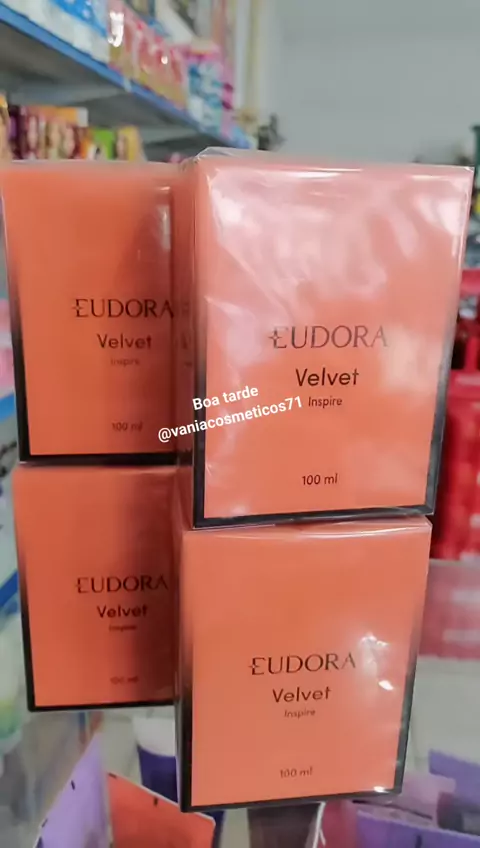 EUDORA
Velvet
Inspire
100 ml
EUDORA
Velvet
Inspire
100 ml
Boa tarde
@vaniacosmeticos71
EUDORA
Velvet
Inspire
100 ml
EUDORA
Velvet
Inspire
100 ml